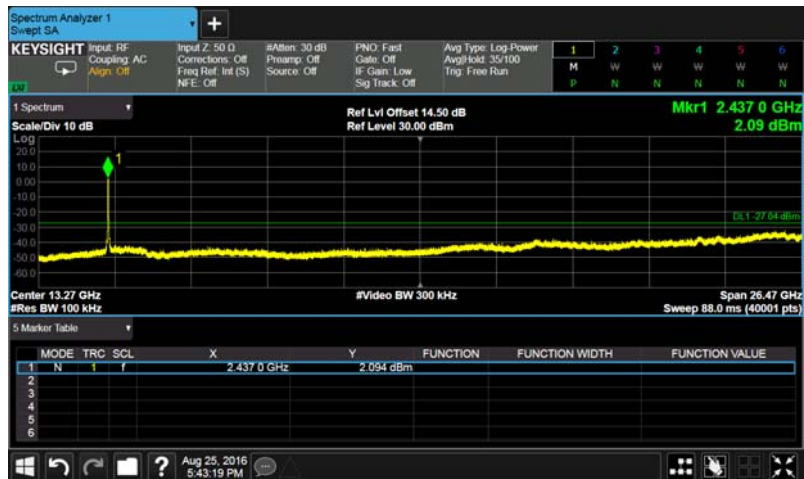 Spectrum Analyzer 1
Swept SA
+
KEYSIGHT Input: RF Input Z: 50 Ω #Atten: 30 dB PNO: Fast Avg Type: Log-Power 1 2 3 4 5 6
Coupling: AC Corrections: Off Preamp: Off Gate: Off Avg|Hold: 35/100 M W W W W W
Align: Off Freq Ref: Int (S) Source: Off IF Gain: Low Trig: Free Run P N N N N N
NFE: Off Sig Track: Off
1 Spectrum Ref Lvl Offset 14.50 dB Mkr1 2.437 0 GHz
Scale/Div 10 dB Ref Level 30.00 dBm 2.09 dBm
Log
20.0
1
10.0
0.00
-10.0
-20.0
DL1 -27.04 dBm
-30.0
-40.0
-50.0
-60.0
Center 13.27 GHz #Video BW 300 kHz Span 26.47 GHz
#Res BW 100 kHz Sweep 88.0 ms (40001 pts)
5 Marker Table
MODE TRC SCL X Y FUNCTION FUNCTION WIDTH FUNCTION VALUE
1 N 1 f 2.437 0 GHz 2.094 dBm
2
3
4
5
6
? Aug 25, 2016
5:43:19 PM